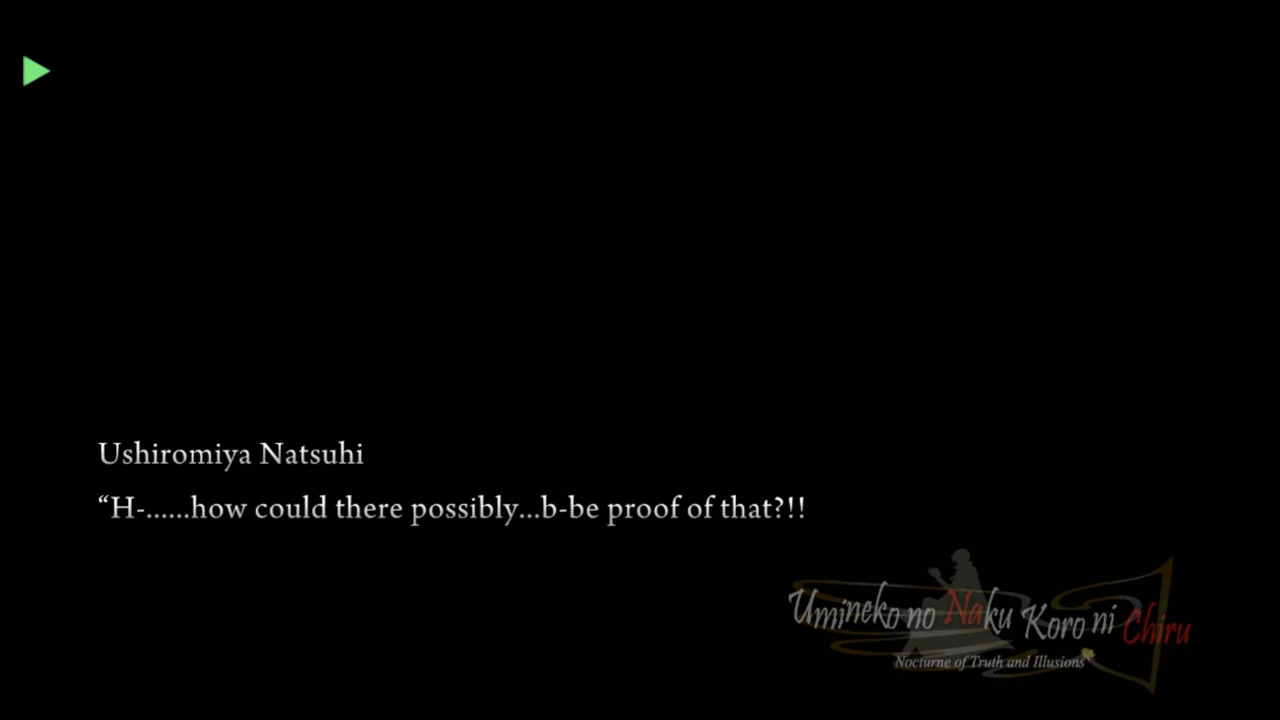 Ushiromiya Natsuhi
“H-......how could there possibly...b-be proof of that?!!
Umineko no Naku Koro ni Chiru
Nocturne of Truth and Illusions